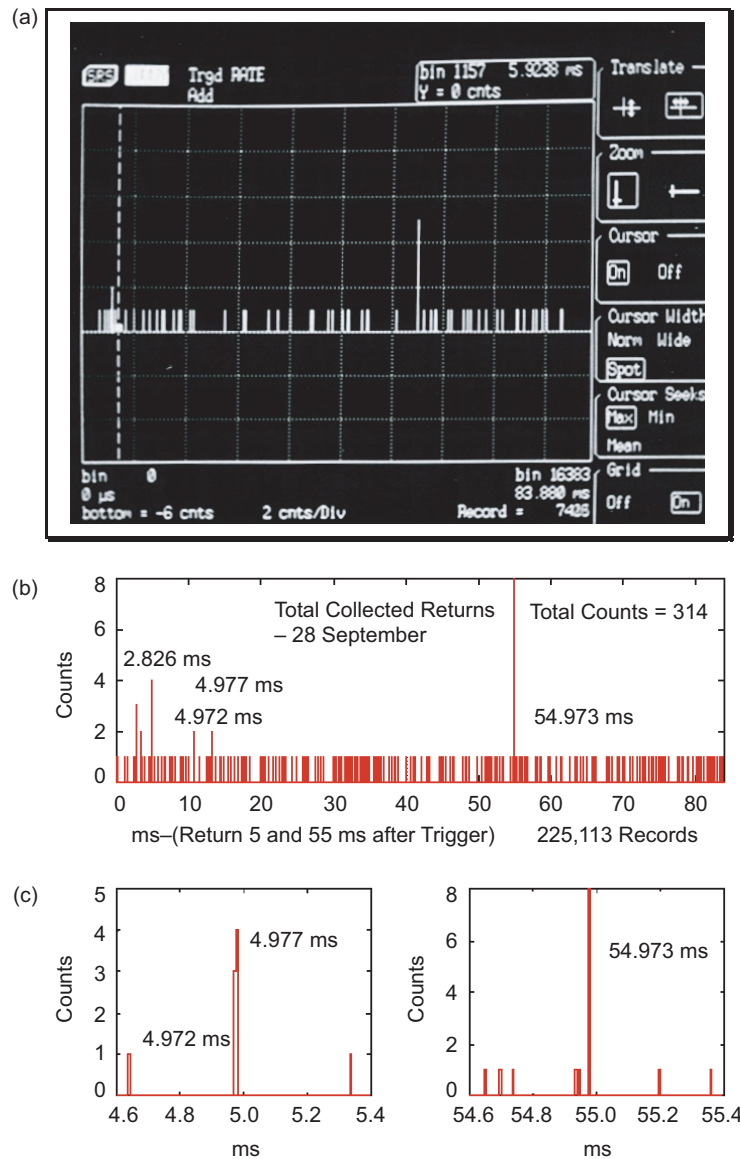 (a)
SRS
Trgd RATE
Add
bin 1157 5.9238 ms
Y = 0 cnts
Translate
Zoom
Cursor
On Off
Cursor Width
Norm Wide
Spot
Cursor Seeks
Max Min
Mean
Grid
Off On
bin 0
0 µs
bottom = -6 cnts
2 cnts/Div
bin 16383
83.880 ms
Record =
(b)
8
6
4
2
0
Counts
Total Collected Returns
– 28 September
Total Counts = 314
2.826 ms
4.977 ms
4.972 ms
54.973 ms
0 10 20 30 40 50 60 70 80
ms–(Return 5 and 55 ms after Trigger)
225,113 Records
(c)
5
4
3
2
1
0
Counts
4.977 ms
4.972 ms
4.6 4.8 5.0 5.2 5.4
ms
8
6
4
2
0
Counts
54.973 ms
54.6 54.8 55.0 55.2 55.4
ms